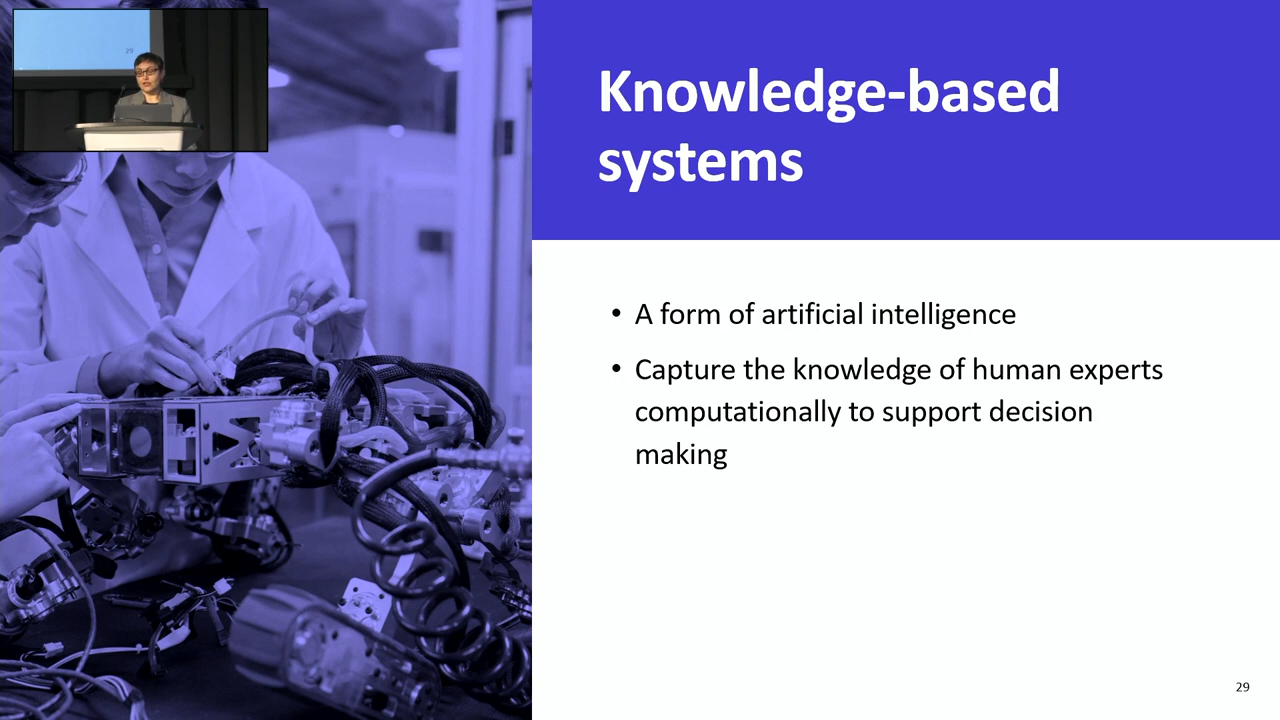 Knowledge-based
systems
• A form of artificial intelligence
• Capture the knowledge of human experts
computationally to support decision
making
29
29